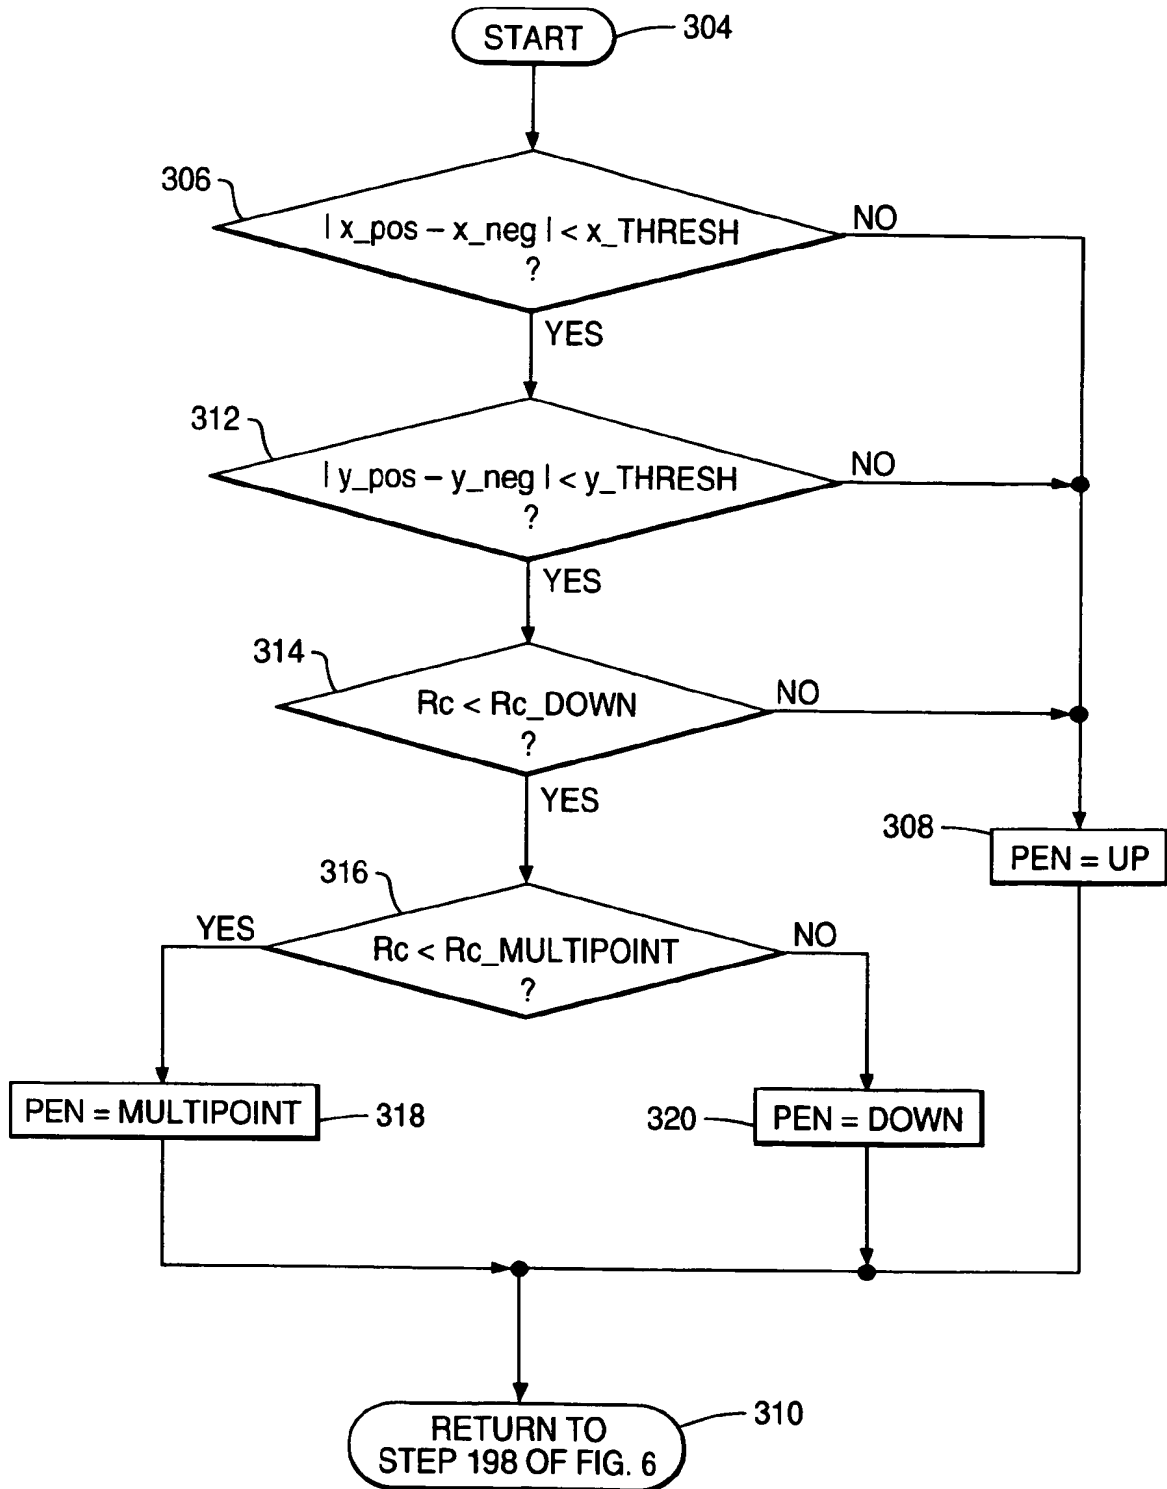 START
304
306
| x_pos – x_neg | < x_THRESH
?
NO
YES
312
| y_pos – y_neg | < y_THRESH
?
NO
YES
314
Rc < Rc_DOWN
?
NO
YES
308
PEN = UP
316
YES
Rc < Rc_MULTIPOINT
?
NO
PEN = MULTIPOINT
318
320
PEN = DOWN
RETURN TO
STEP 198 OF FIG. 6
310